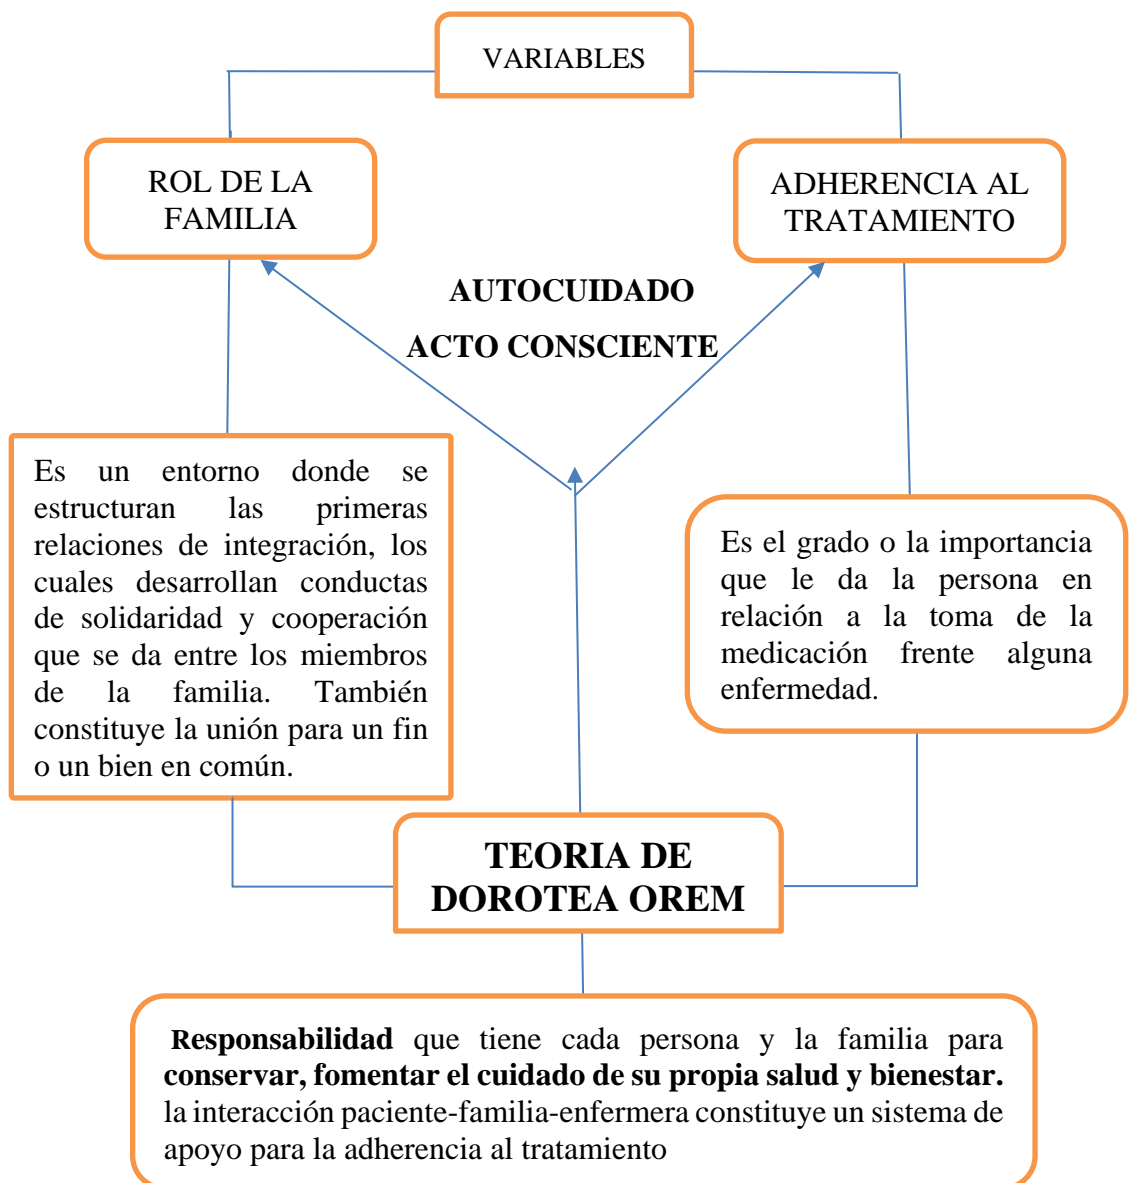 VARIABLES
ROL DE LA
FAMILIA
ADHERENCIA AL
TRATAMIENTO
AUTOCUIDADO
ACTO CONSCIENTE
Es un entorno donde se
estructuran las primeras
relaciones de integración, los
cuales desarrollan conductas
de solidaridad y cooperación
que se da entre los miembros
de la familia. También
constituye la unión para un fin
o un bien en común.
Es el grado o la importancia
que le da la persona en
relación a la toma de la
medicación frente alguna
enfermedad.
TEORIA DE
DOROTEA OREM
Responsabilidad que tiene cada persona y la familia para
conservar, fomentar el cuidado de su propia salud y bienestar.
la interacción paciente-familia-enfermera constituye un sistema de
apoyo para la adherencia al tratamiento